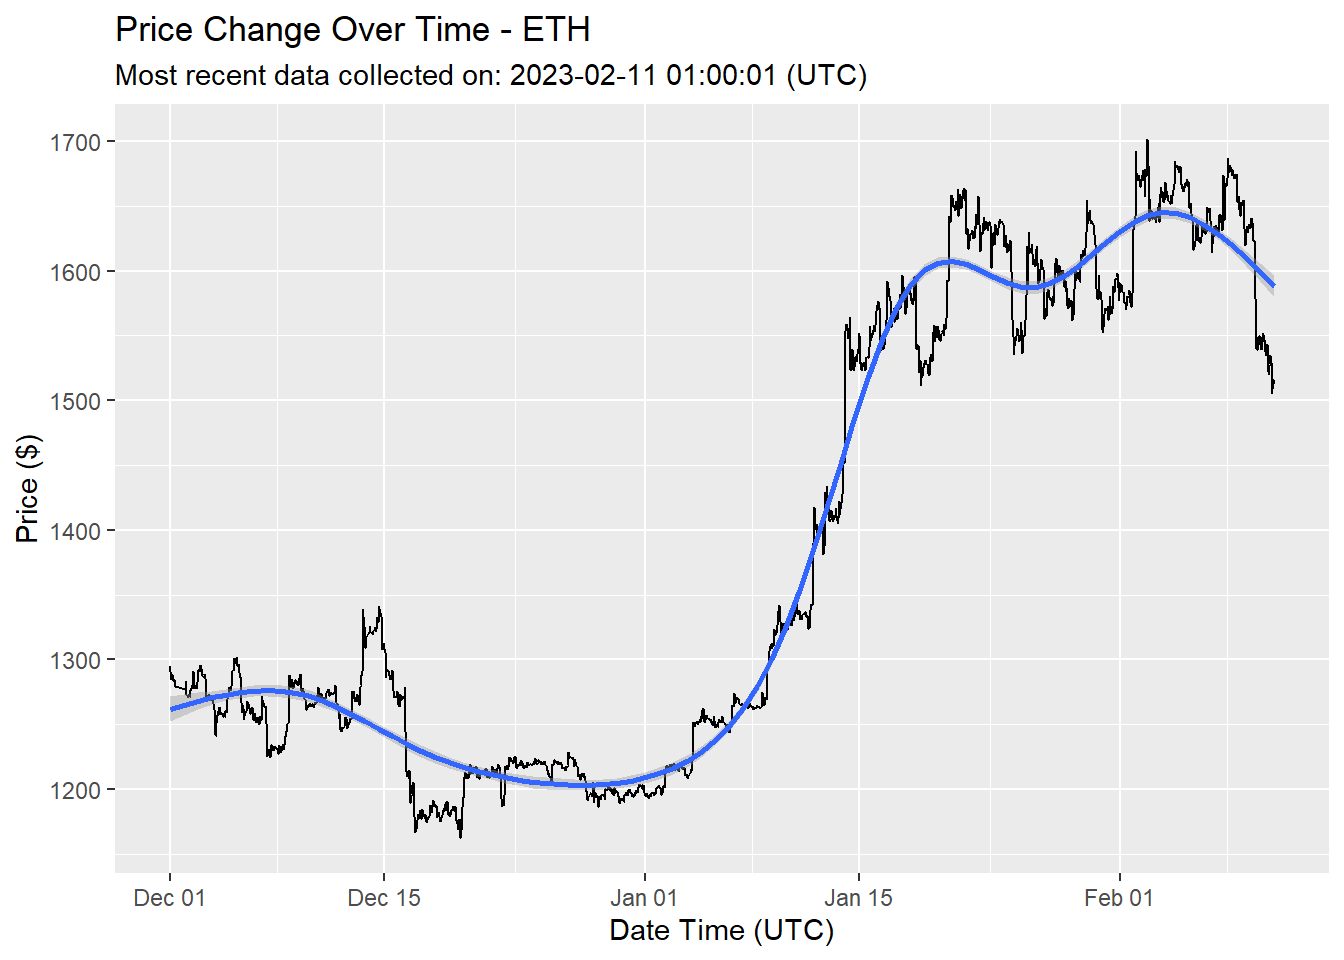 Price Change Over Time - ETH
Most recent data collected on: 2023-02-11 01:00:01 (UTC)
1700
1600
1500
1400
1300
1200
Price ($)
Dec 01
Dec 15
Jan 01
Jan 15
Feb 01
Date Time (UTC)